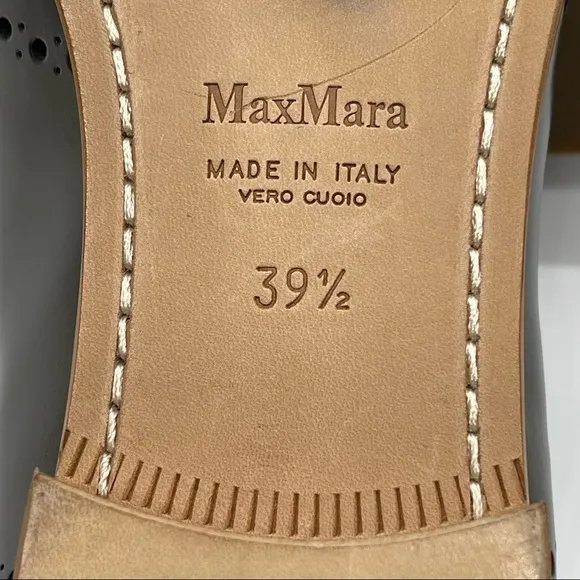 MaxMara
MADE IN ITALY
VERO CUOIO
39½